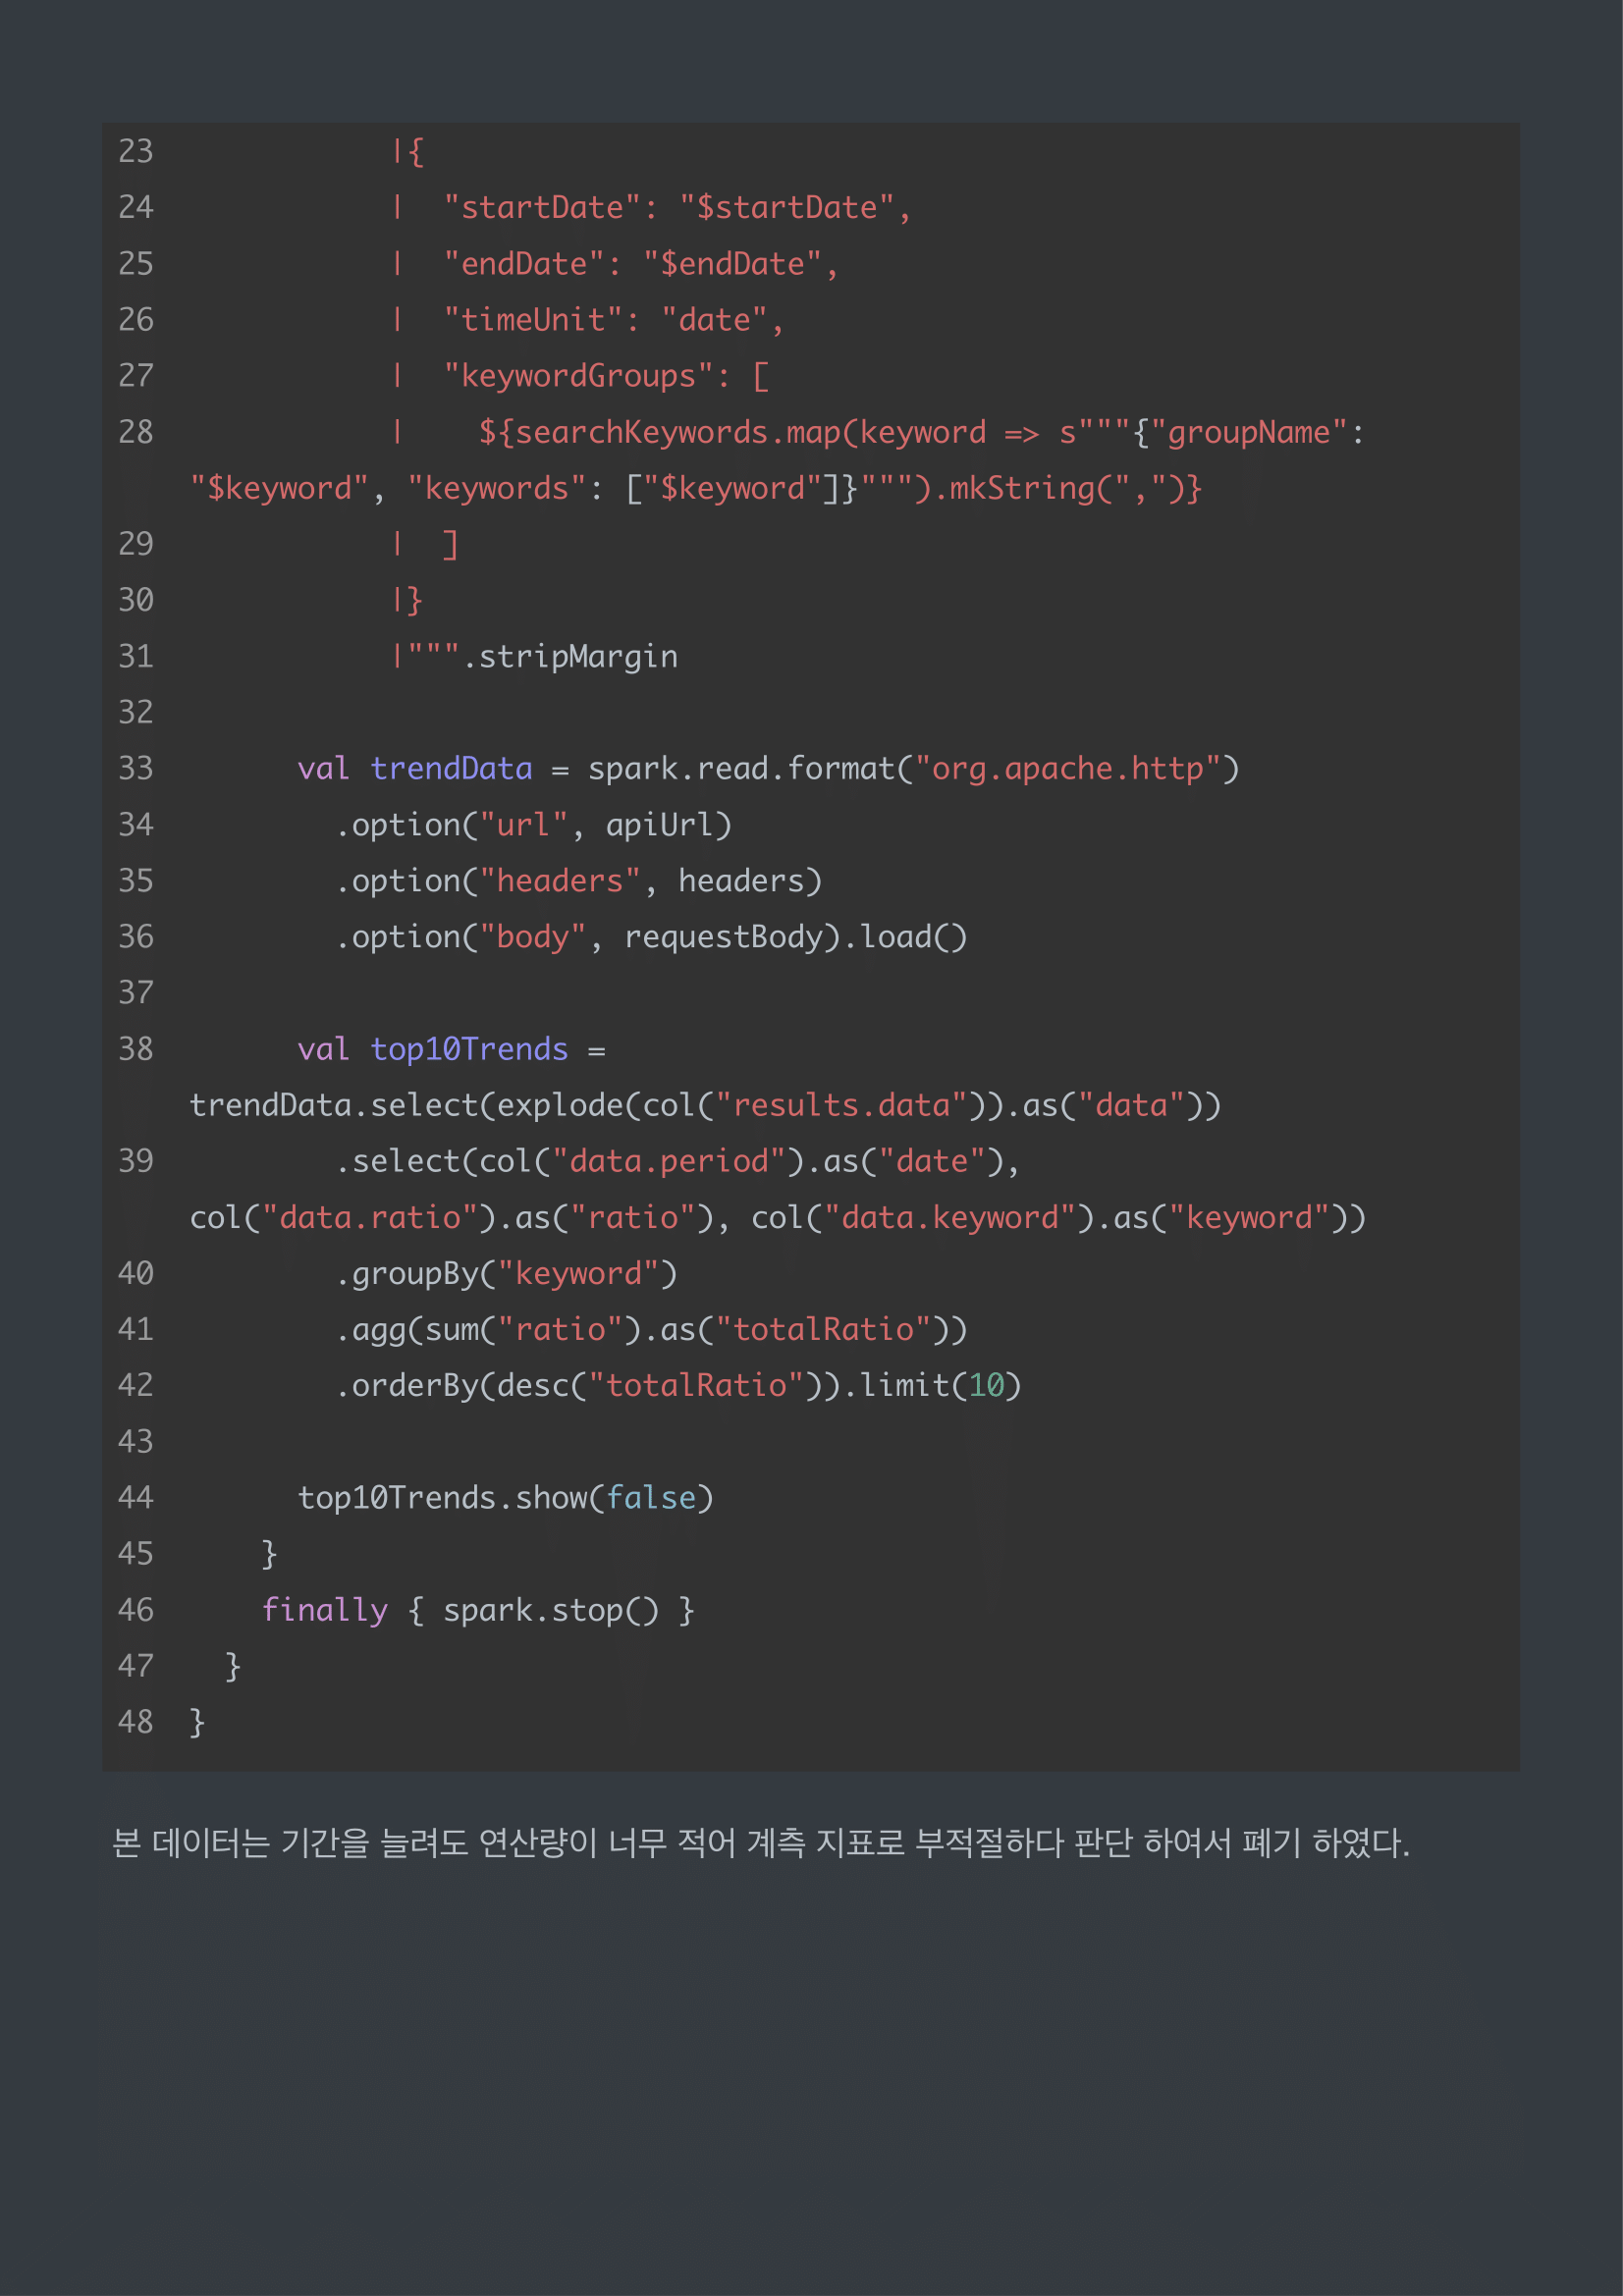 23             |{
24             |  "startDate": "$startDate",
25             |  "endDate": "$endDate",
26             |  "timeUnit": "date",
27             |  "keywordGroups": [
28             |    ${searchKeywords.map(keyword => s"""{"groupName":
"$keyword", "keywords": ["$keyword"]}""").mkString(",")}
29             |  ]
30             |}
31             |""".stripMargin
32
33        val trendData = spark.read.format("org.apache.http")
34          .option("url", apiUrl)
35          .option("headers", headers)
36          .option("body", requestBody).load()
37
38        val top10Trends =
trendData.select(explode(col("results.data")).as("data"))
39          .select(col("data.period").as("date"),
col("data.ratio").as("ratio"), col("data.keyword").as("keyword"))
40          .groupBy("keyword")
41          .agg(sum("ratio").as("totalRatio"))
42          .orderBy(desc("totalRatio")).limit(10)
43
44        top10Trends.show(false)
45      }
46      finally { spark.stop() }
47    }
48  }
본 데이터는 기간을 늘려도 연산량이 너무 적어 계측 지표로 부적절하다 판단 하여서 폐기 하였다.